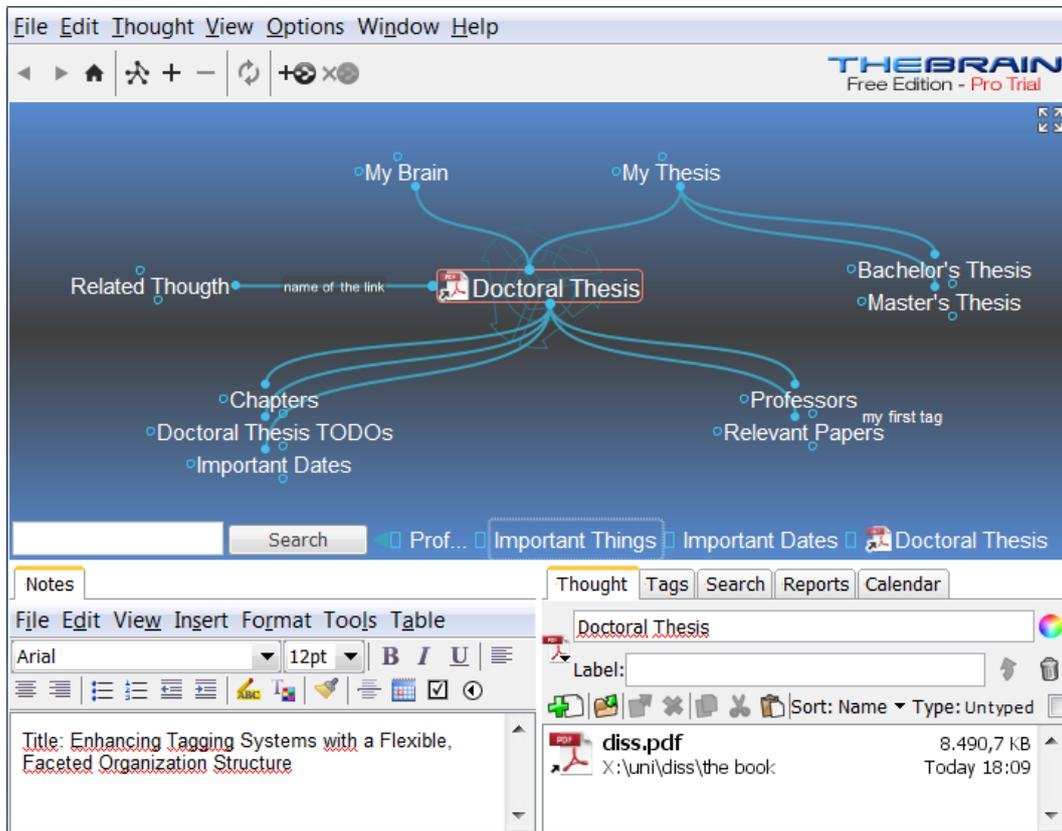 File Edit Thought View Options Window Help
THEBRAIN
Free Edition - Pro Trial
My Brain
My Thesis
Related Thougth
name of the link
Doctoral Thesis
Bachelor's Thesis
Master's Thesis
Chapters
Doctoral Thesis TODOs
Important Dates
Professors
my first tag
Relevant Papers
Search Prof... Important Things Important Dates Doctoral Thesis
Notes
File Edit View Insert Format Tools Table
Arial 12pt B I U
ABC T
Title: Enhancing Tagging Systems with a Flexible,
Faceted Organization Structure
Thought Tags Search Reports Calendar
PDF Doctoral Thesis
Label:
Sort: Name Type: Untyped
PDF diss.pdf 8.490,7 KB
X:\uni\diss\the book Today 18:09